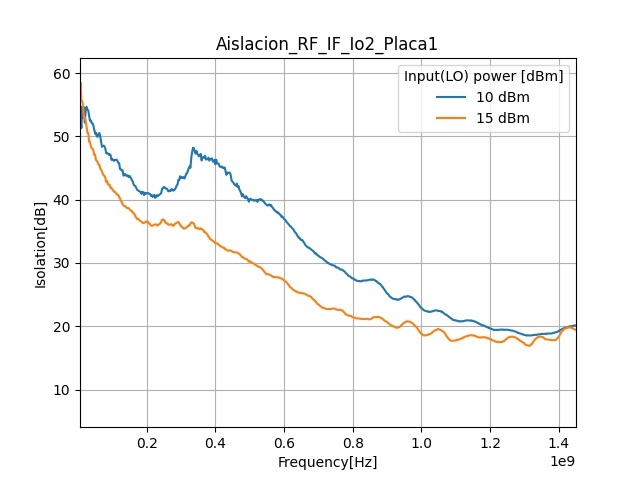 Aislacion_RF_IF_Io2_Placa1
Input(LO) power [dBm]
10 dBm
15 dBm
Isolation[dB]
60
50
40
30
20
10
0.2 0.4 0.6 0.8 1.0 1.2 1.4
1e9
Frequency[Hz]